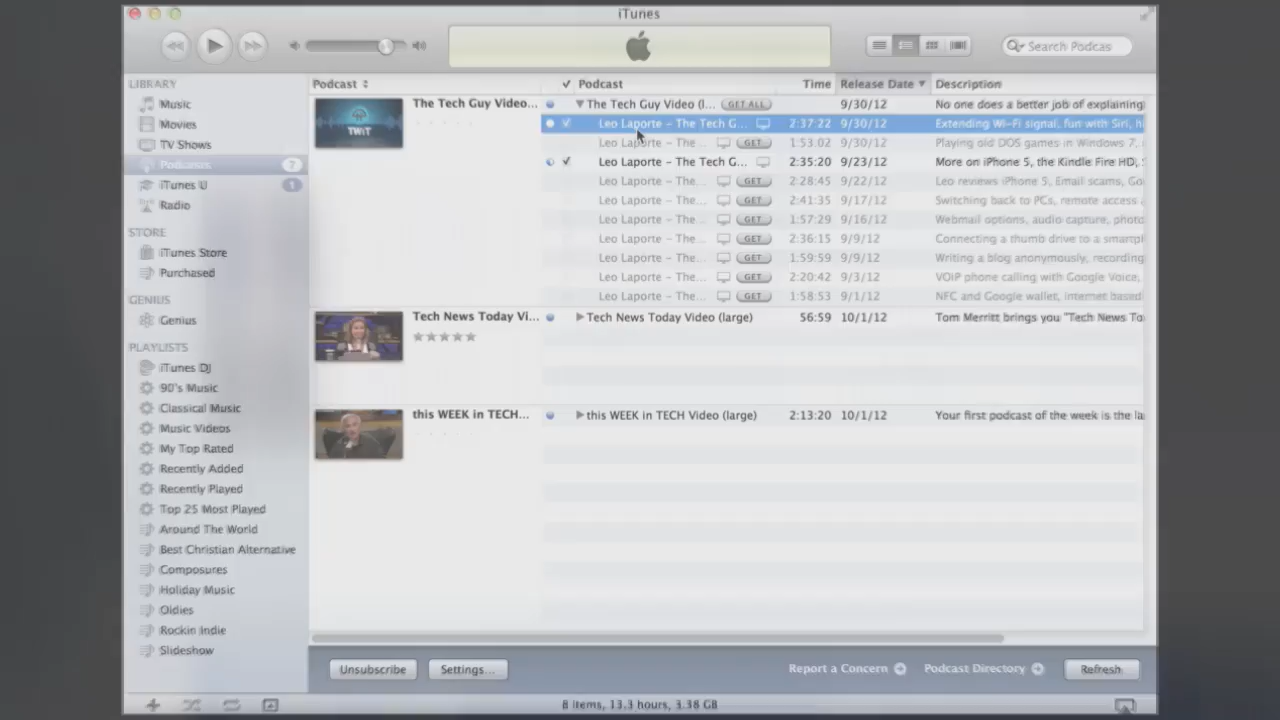 iTunes
Search Podcas
LIBRARY
Music
Movies
TV Shows
Podcasts 7
iTunes U 1
Radio
STORE
iTunes Store
Purchased
GENIUS
Genius
PLAYLISTS
iTunes DJ
90's Music
Classical Music
Music Videos
My Top Rated
Recently Added
Recently Played
Top 25 Most Played
Around The World
Best Christian Alternative
Composures
Holiday Music
Oldies
Rockin Indie
Slideshow
Podcast ✓ Podcast Time Release Date Description
TWiT
The Tech Guy Video... The Tech Guy Video (l... GET ALL 9/30/12 No one does a better job of explaining
Leo Laporte – The Tech G... 2:37:22 9/30/12 Extending Wi-Fi signal, fun with Siri, hi
Leo Laporte – The... GET 1:53:02 9/30/12 Playing old DOS games in Windows 7,
✓ Leo Laporte – The Tech G... 2:35:20 9/23/12 More on iPhone 5, the Kindle Fire HD,
Leo Laporte – The... GET 2:28:45 9/22/12 Leo reviews iPhone 5, Email scams, Go
Leo Laporte – The... GET 2:41:35 9/17/12 Switching back to PCs, remote access
Leo Laporte – The... GET 1:57:29 9/16/12 Webmail options, audio capture, photo
Leo Laporte – The... GET 2:36:15 9/9/12 Connecting a thumb drive to a smartpl
Leo Laporte – The... GET 1:59:59 9/9/12 Writing a blog anonymously, recording
Leo Laporte – The... GET 2:20:42 9/3/12 VOIP phone calling with Google Voice,
Leo Laporte – The... GET 1:58:53 9/1/12 NFC and Google wallet, internet based
Tech News Today Vi... Tech News Today Video (large) 56:59 10/1/12 Tom Merritt brings you "Tech News To
this WEEK in TECH... this WEEK in TECH Video (large) 2:13:20 10/1/12 Your first podcast of the week is the la
Unsubscribe Settings... Report a Concern Podcast Directory Refresh
8 items, 13.3 hours, 3.38 GB